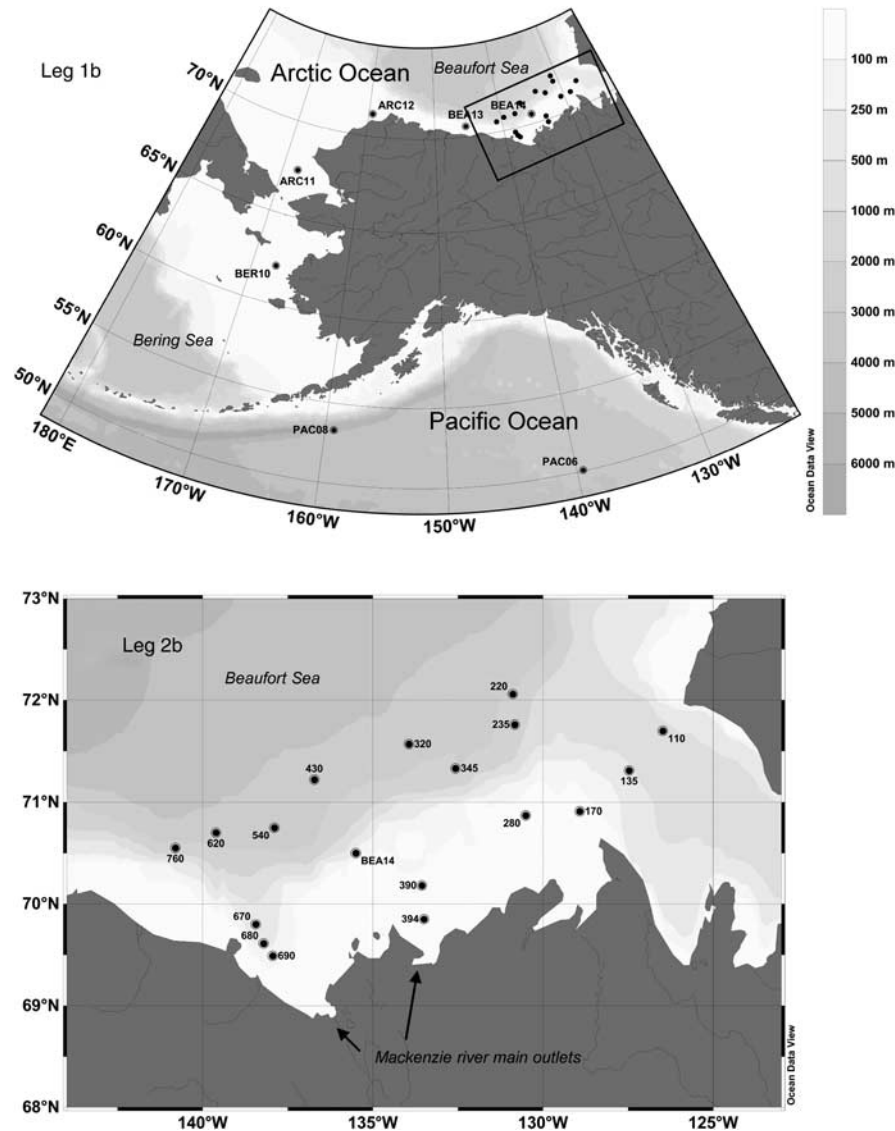 Leg 1b
70°N
65°N
60°N
55°N
50°N
180°E
170°W
160°W
150°W
140°W
130°W
Arctic Ocean
Beaufort Sea
ARC12
BEA13
BEA14
ARC11
BER10
Bering Sea
PAC08
Pacific Ocean
PAC06
Ocean Data View
100 m
250 m
500 m
1000 m
2000 m
3000 m
4000 m
5000 m
6000 m
73°N
Leg 2b
Beaufort Sea
220
72°N
235
110
320
345
135
430
71°N
280
170
620
540
760
BEA14
390
70°N
670
394
680
690
69°N
Mackenzie river main outlets
68°N
140°W
135°W
130°W
125°W
Ocean Data View